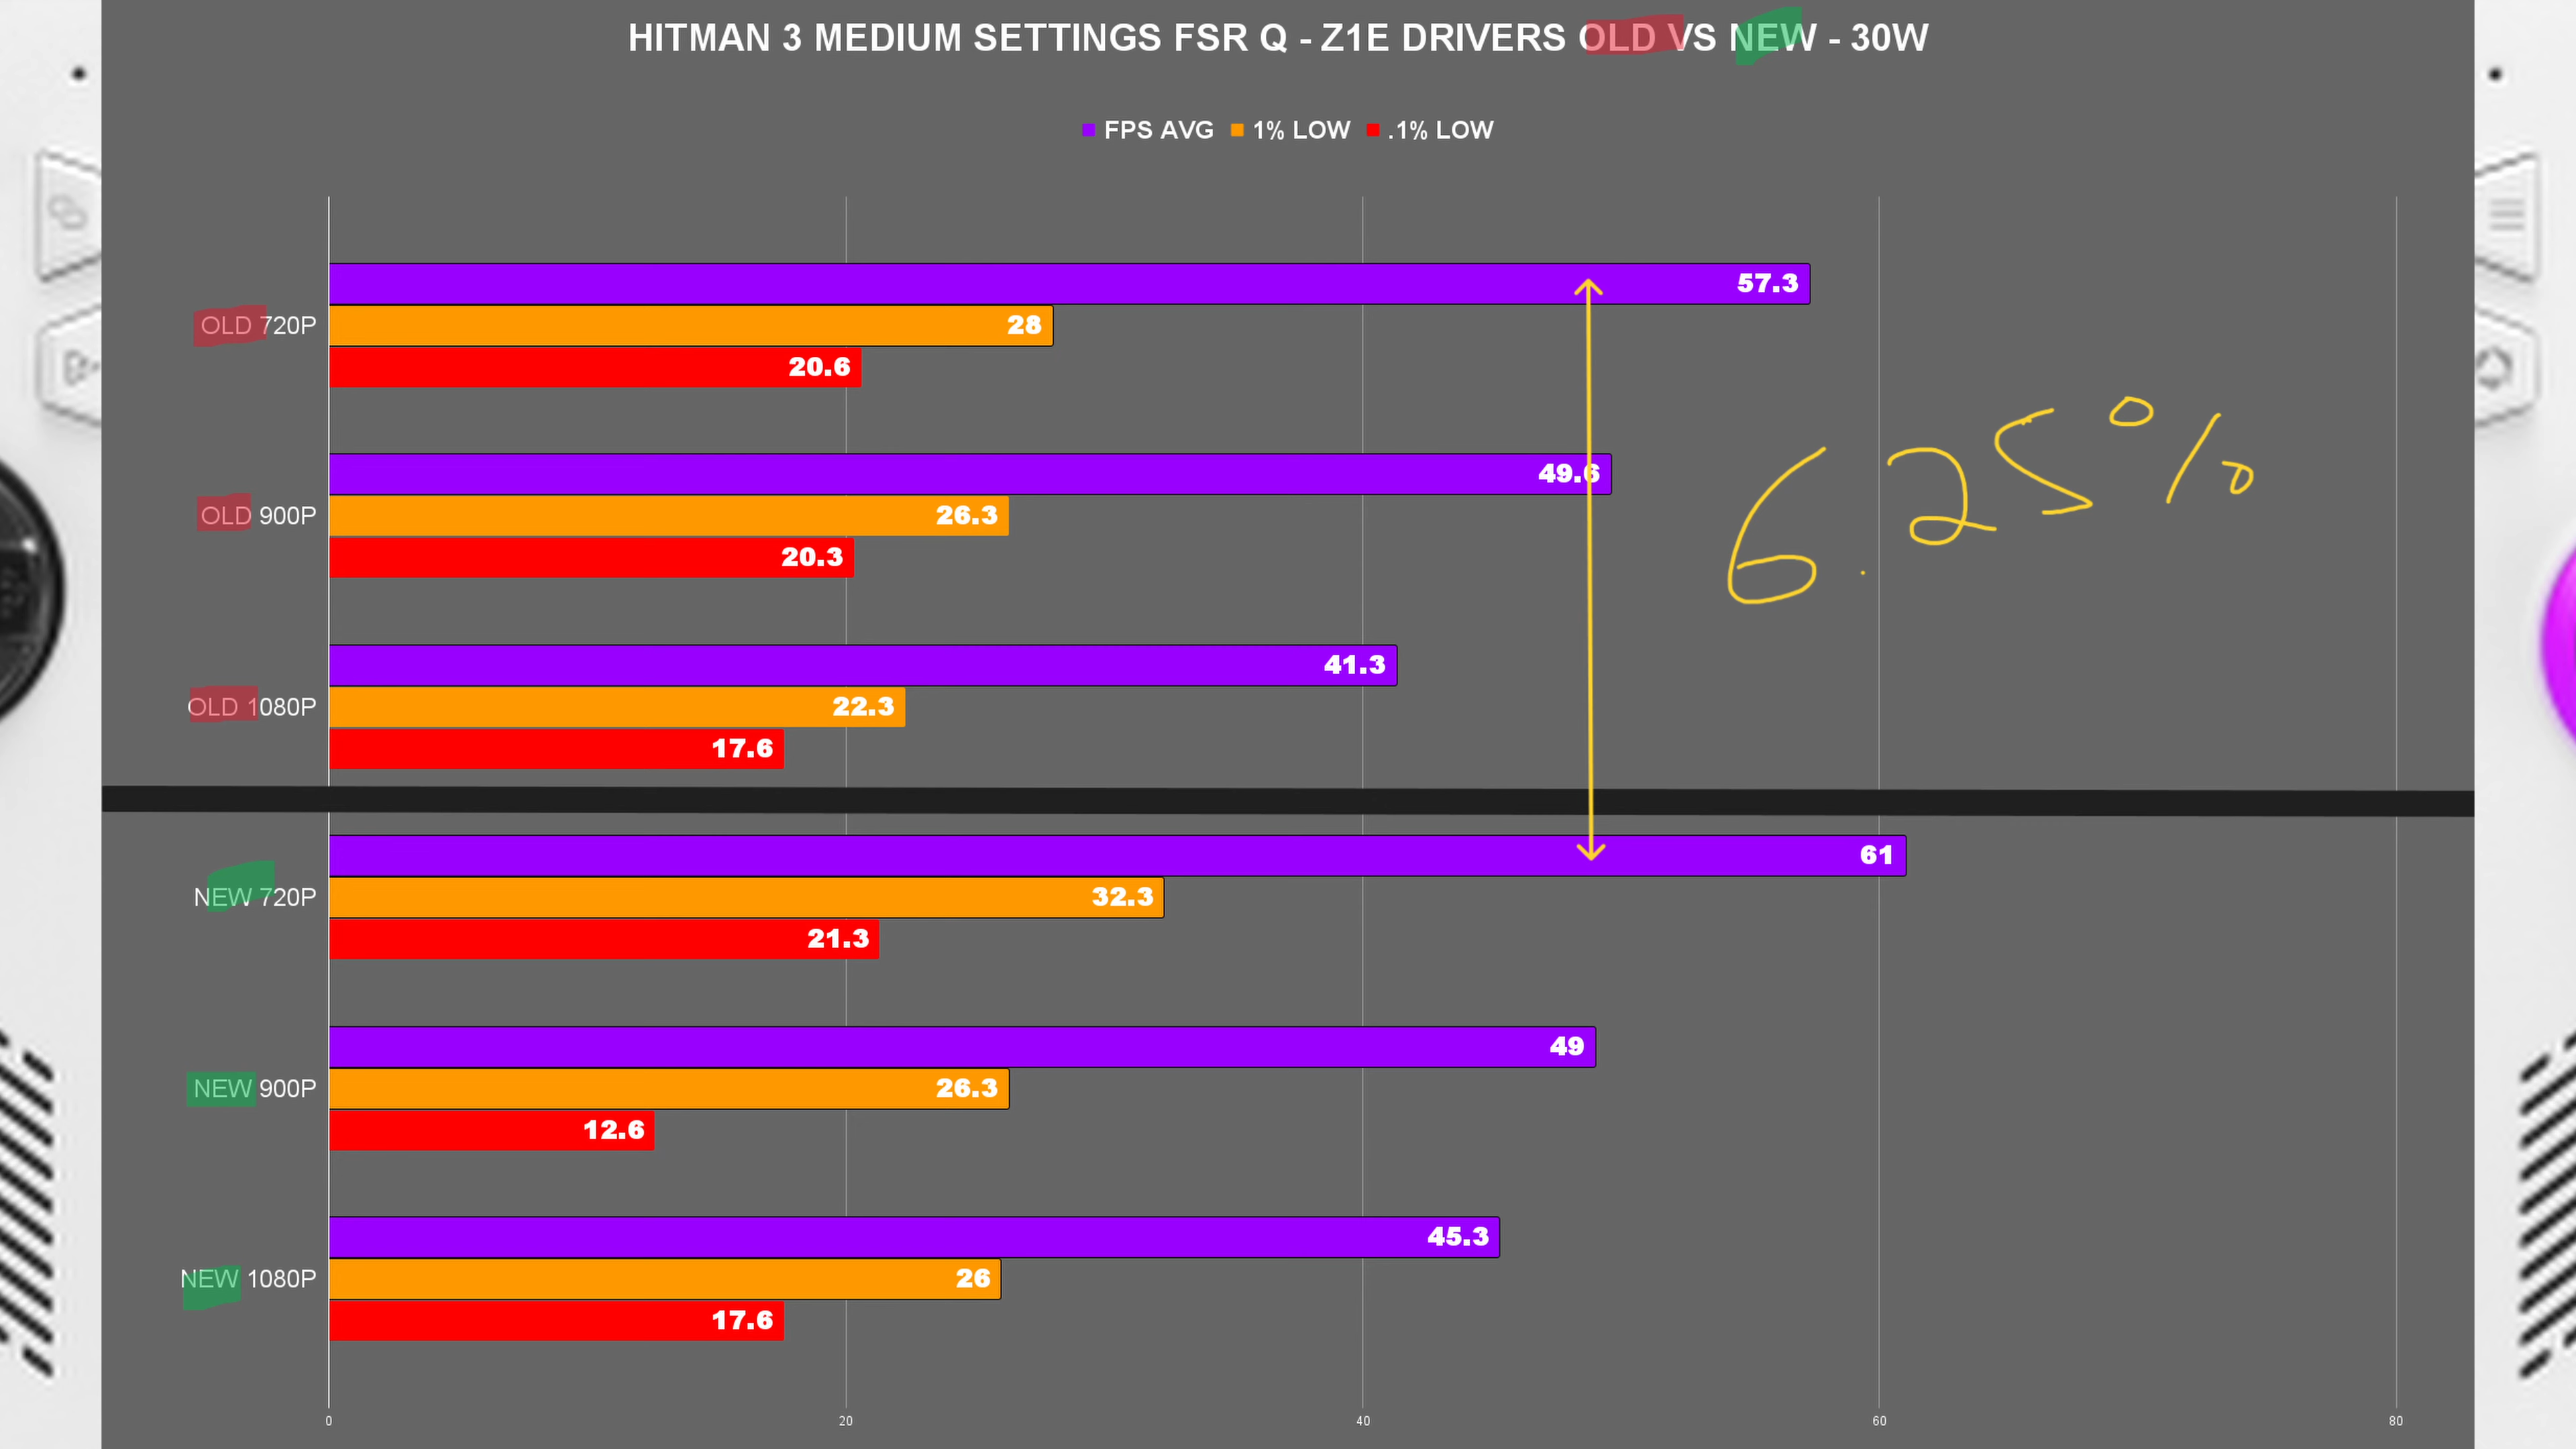 HITMAN 3 MEDIUM SETTINGS FSR Q - Z1E DRIVERS OLD VS NEW - 30W
FPS AVG 1% LOW .1% LOW
57.3
OLD 720P 28
20.6
6.25%
49.6
OLD 900P 26.3
20.3
41.3
OLD 1080P 22.3
17.6
61
NEW 720P 32.3
21.3
49
NEW 900P 26.3
12.6
45.3
NEW 1080P 26
17.6
0 20 40 60 80